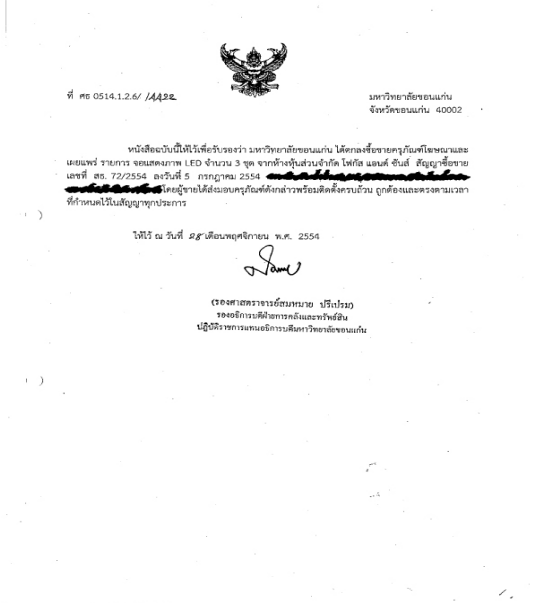 ที่ ศธ 0514.1.2.6/ 14422
มหาวิทยาลัยขอนแก่น
จังหวัดขอนแก่น 40002
หนังสือฉบับนี้ให้ไว้เพื่อรับรองว่า มหาวิทยาลัยขอนแก่น ได้ตกลงซื้อขายครุภัณฑ์โฆษณาและ
เผยแพร่ รายการ จอแสดงภาพ LED จำนวน 3 ชุด จากห้างหุ้นส่วนจำกัด โฟกัส แอนด์ ซันส์ สัญญาซื้อขาย
เลขที่ สธ. 72/2554 ลงวันที่ 5 กรกฎาคม 2554
โดยผู้ขายได้ส่งมอบครุภัณฑ์ดังกล่าวพร้อมติดตั้งครบถ้วน ถูกต้องและตรงตามเวลา
ที่กำหนดไว้ในสัญญาทุกประการ
ให้ไว้ ณ วันที่ 28 เดือนพฤศจิกายน พ.ศ. 2554
(รองศาสตราจารย์สมหมาย ปรีเปรม)
รองอธิการบดีฝ่ายการคลังและทรัพย์สิน
ปฏิบัติราชการแทนอธิการบดีมหาวิทยาลัยขอนแก่น